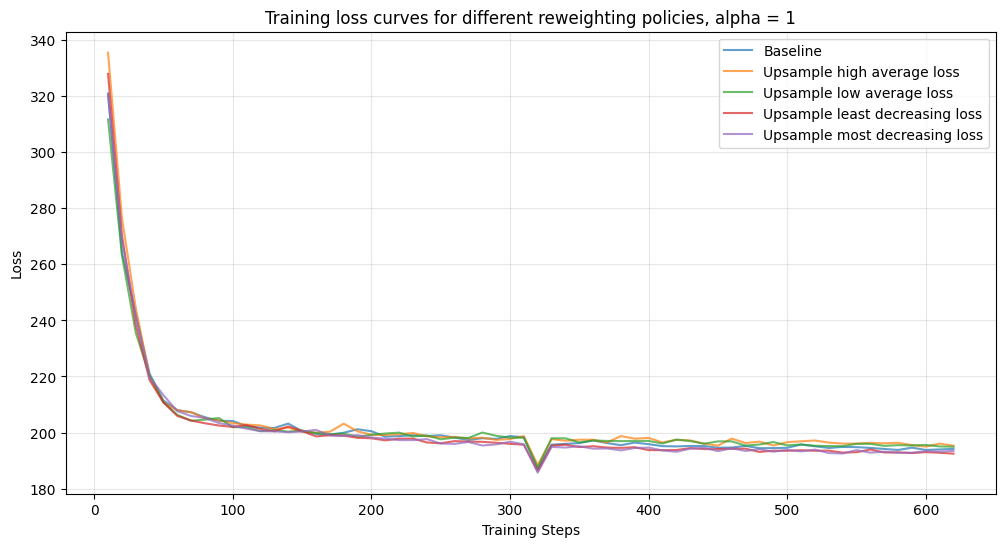 Training loss curves for different reweighting policies, alpha = 1
Loss
340
320
300
280
260
240
220
200
180
Baseline
Upsample high average loss
Upsample low average loss
Upsample least decreasing loss
Upsample most decreasing loss
0
100
200
300
400
500
600
Training Steps